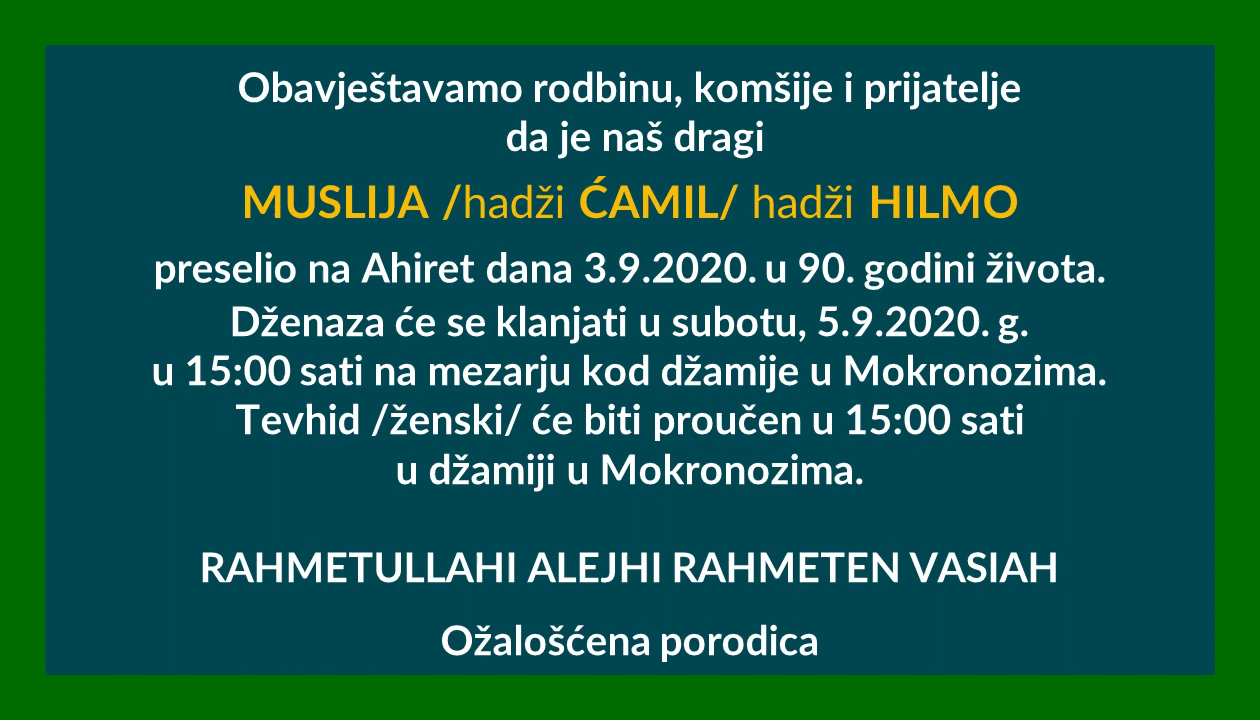 Obavještavamo rodbinu, komšije i prijatelje
da je naš dragi
MUSLIJA /hadži ĆAMIL/ hadži HILMO
preselio na Ahiret dana 3.9.2020. u 90. godini života.
Dženaza će se klanjati u subotu, 5.9.2020. g.
u 15:00 sati na mezarju kod džamije u Mokronozima.
Tevhid /ženski/ će biti proučen u 15:00 sati
u džamiji u Mokronozima.
RAHMETULLAHI ALEJHI RAHMETEN VASIAH
Ožalošćena porodica